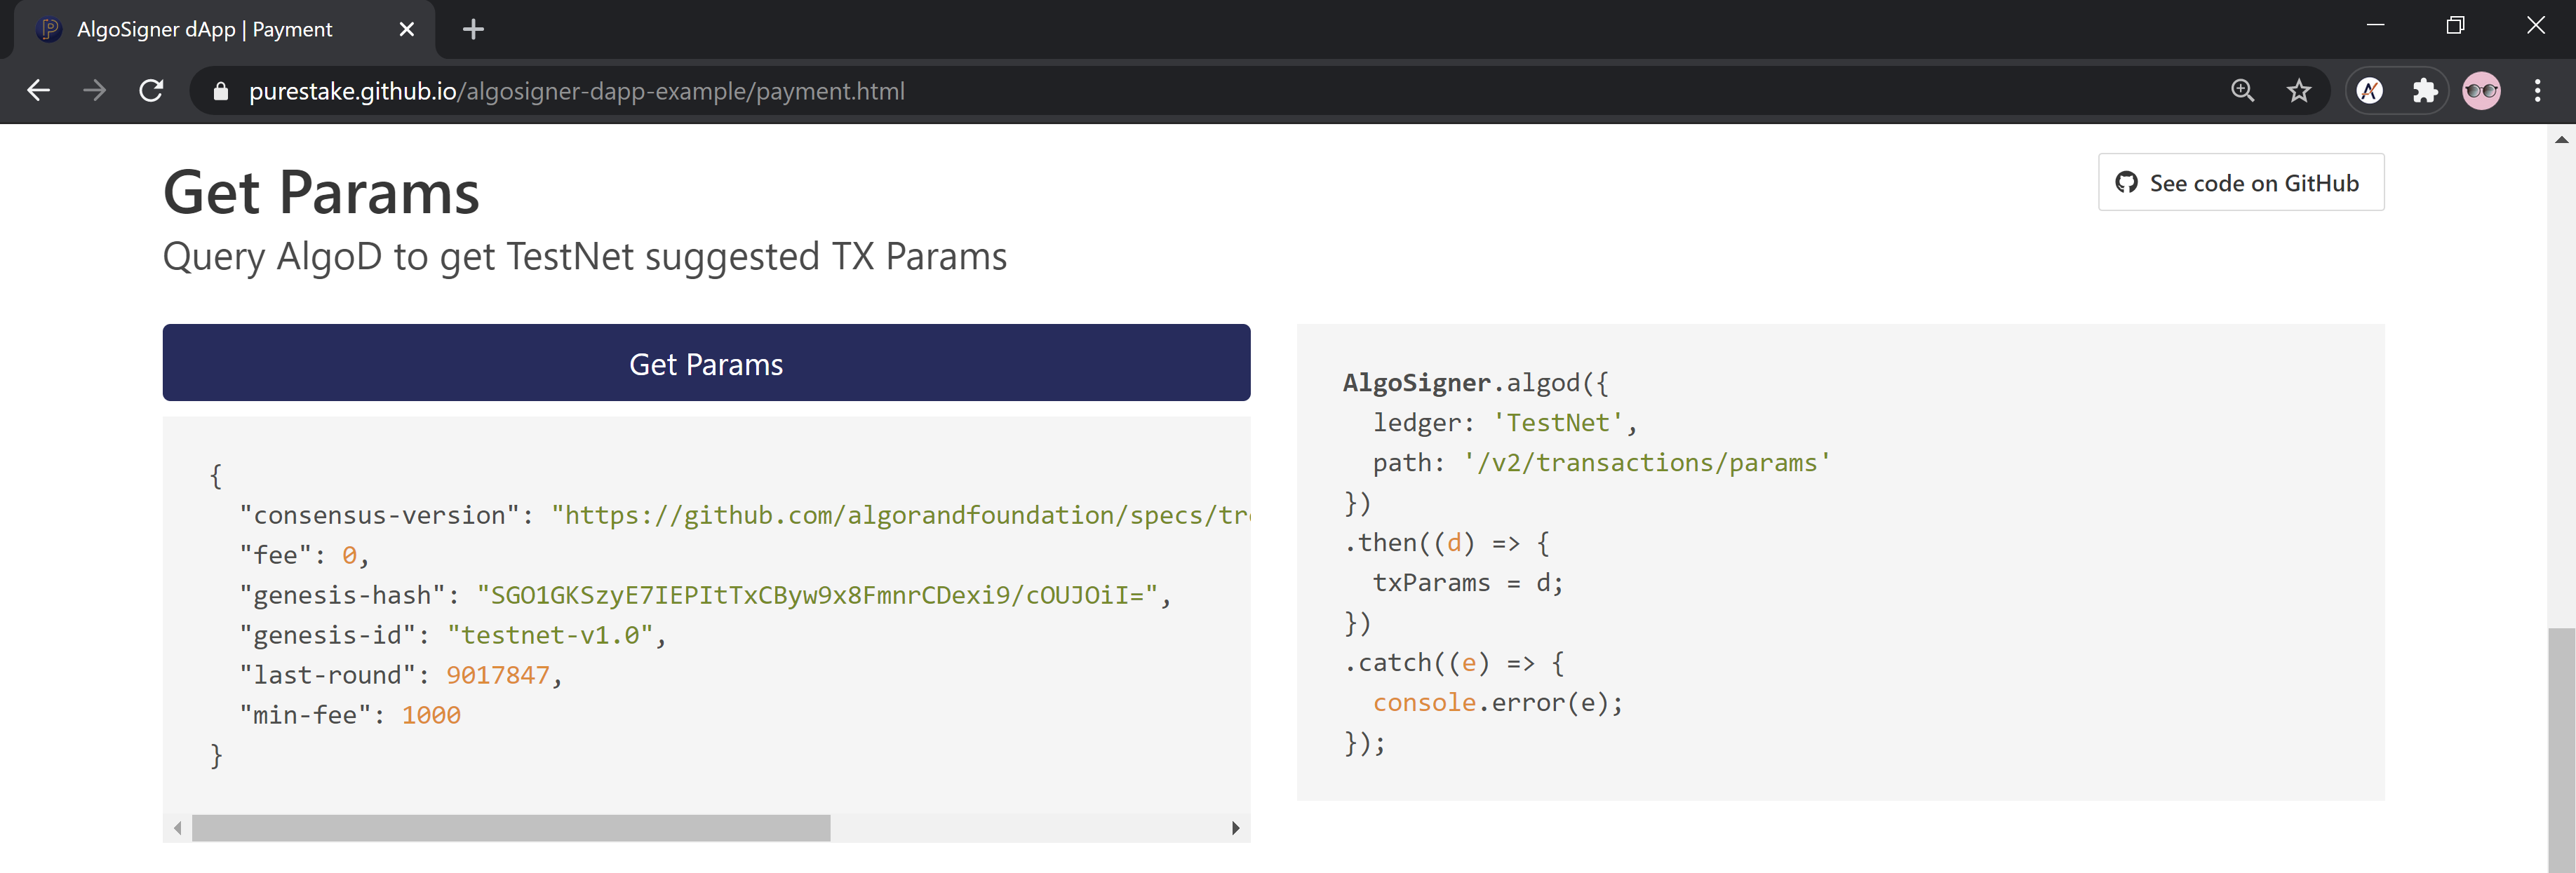 AlgoSigner dApp | Payment
purestake.github.io/algosigner-dapp-example/payment.html
Get Params
See code on GitHub
Query AlgoD to get TestNet suggested TX Params
Get Params
{
"consensus-version": "https://github.com/algorandfoundation/specs/tr
"fee": 0,
"genesis-hash": "SGO1GKSzyE7IEPItTxCByw9x8FmnrCDexi9/cOUJOiI=",
"genesis-id": "testnet-v1.0",
"last-round": 9017847,
"min-fee": 1000
}
AlgoSigner.algod({
ledger: 'TestNet',
path: '/v2/transactions/params'
})
.then((d) => {
txParams = d;
})
.catch((e) => {
console.error(e);
});